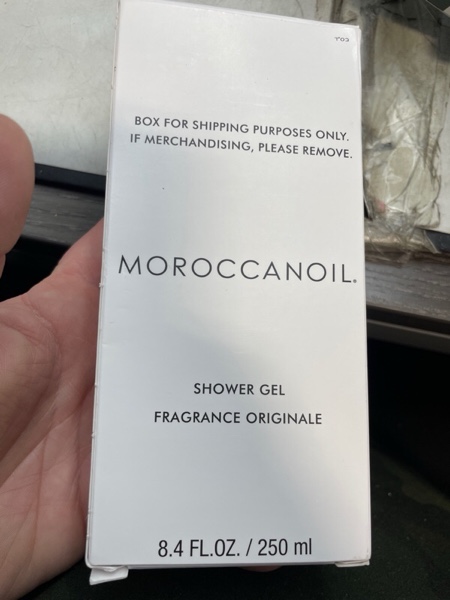 BOX FOR SHIPPING PURPOSES ONLY.
IF MERCHANDISING, PLEASE REMOVE.
MOROCCANOIL®
SHOWER GEL
FRAGRANCE ORIGINALE
8.4 FL.OZ. / 250 ml